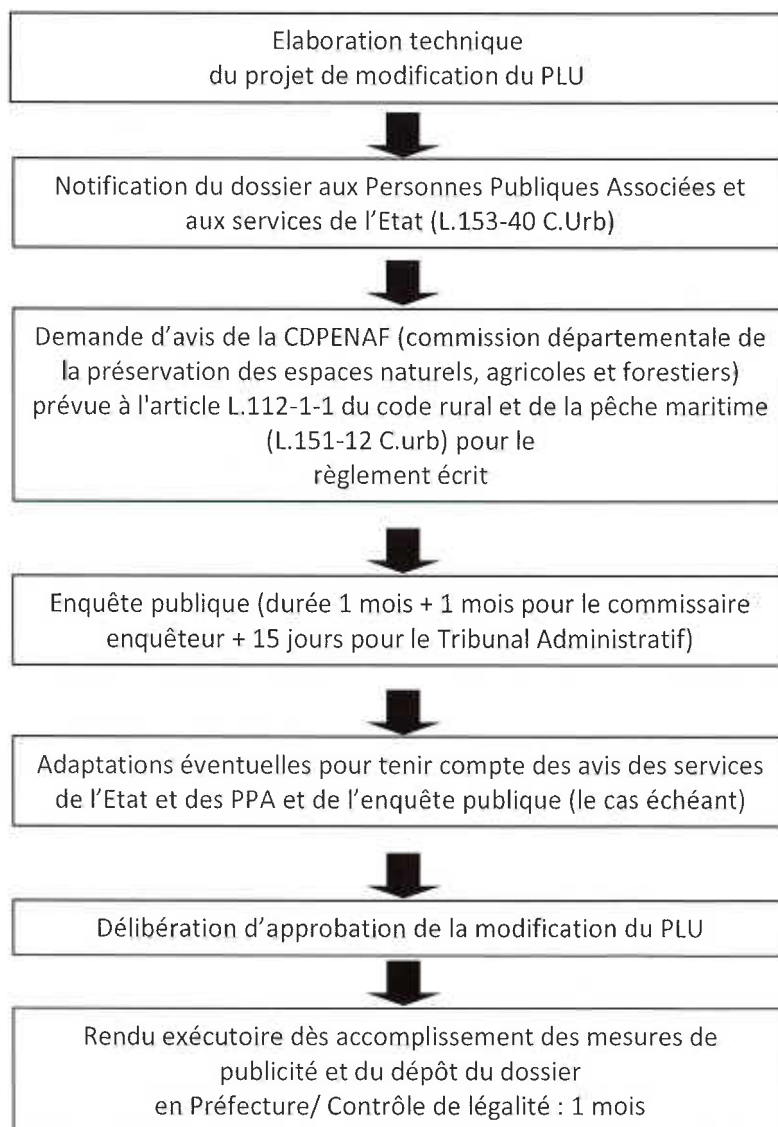 Elaboration technique
du projet de modification du PLU
Notification du dossier aux Personnes Publiques Associées et
aux services de l'Etat (L.153-40 C.Urb)
Demande d'avis de la CDPENAF (commission départementale de
la préservation des espaces naturels, agricoles et forestiers)
prévue à l'article L.112-1-1 du code rural et de la pêche maritime
(L.151-12 C.urb) pour le
règlement écrit
Enquête publique (durée 1 mois + 1 mois pour le commissaire
enquêteur + 15 jours pour le Tribunal Administratif)
Adaptations éventuelles pour tenir compte des avis des services
de l'Etat et des PPA et de l'enquête publique (le cas échéant)
Délibération d'approbation de la modification du PLU
Rendu exécutoire dès accomplissement des mesures de
publicité et du dépôt du dossier
en Préfecture/ Contrôle de légalité : 1 mois